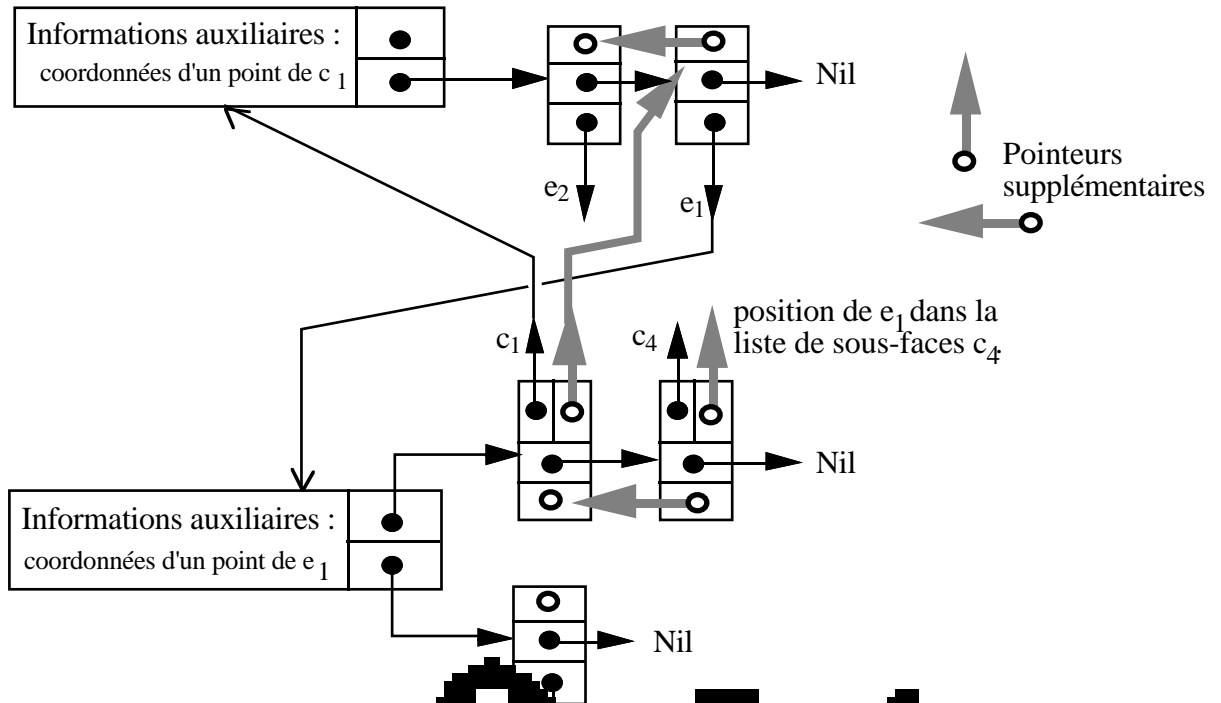 Informations auxiliaires :
coordonnées d'un point de c 1
Nil
e2
e1
Pointeurs
supplémentaires
c1
c4
position de e1 dans la
liste de sous-faces c4.
Nil
Informations auxiliaires :
coordonnées d'un point de e 1
Nil